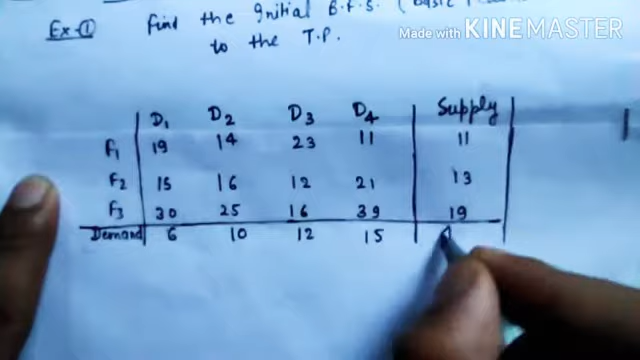 Ex-① Find the Initial B.F.S. (basic
to the T.P.
Made with KINEMASTER
D1 D2 D3 D4 Supply
F1 19 14 23 11 11
F2 15 16 12 21 13
F3 30 25 16 39 19
Demand 6 10 12 15